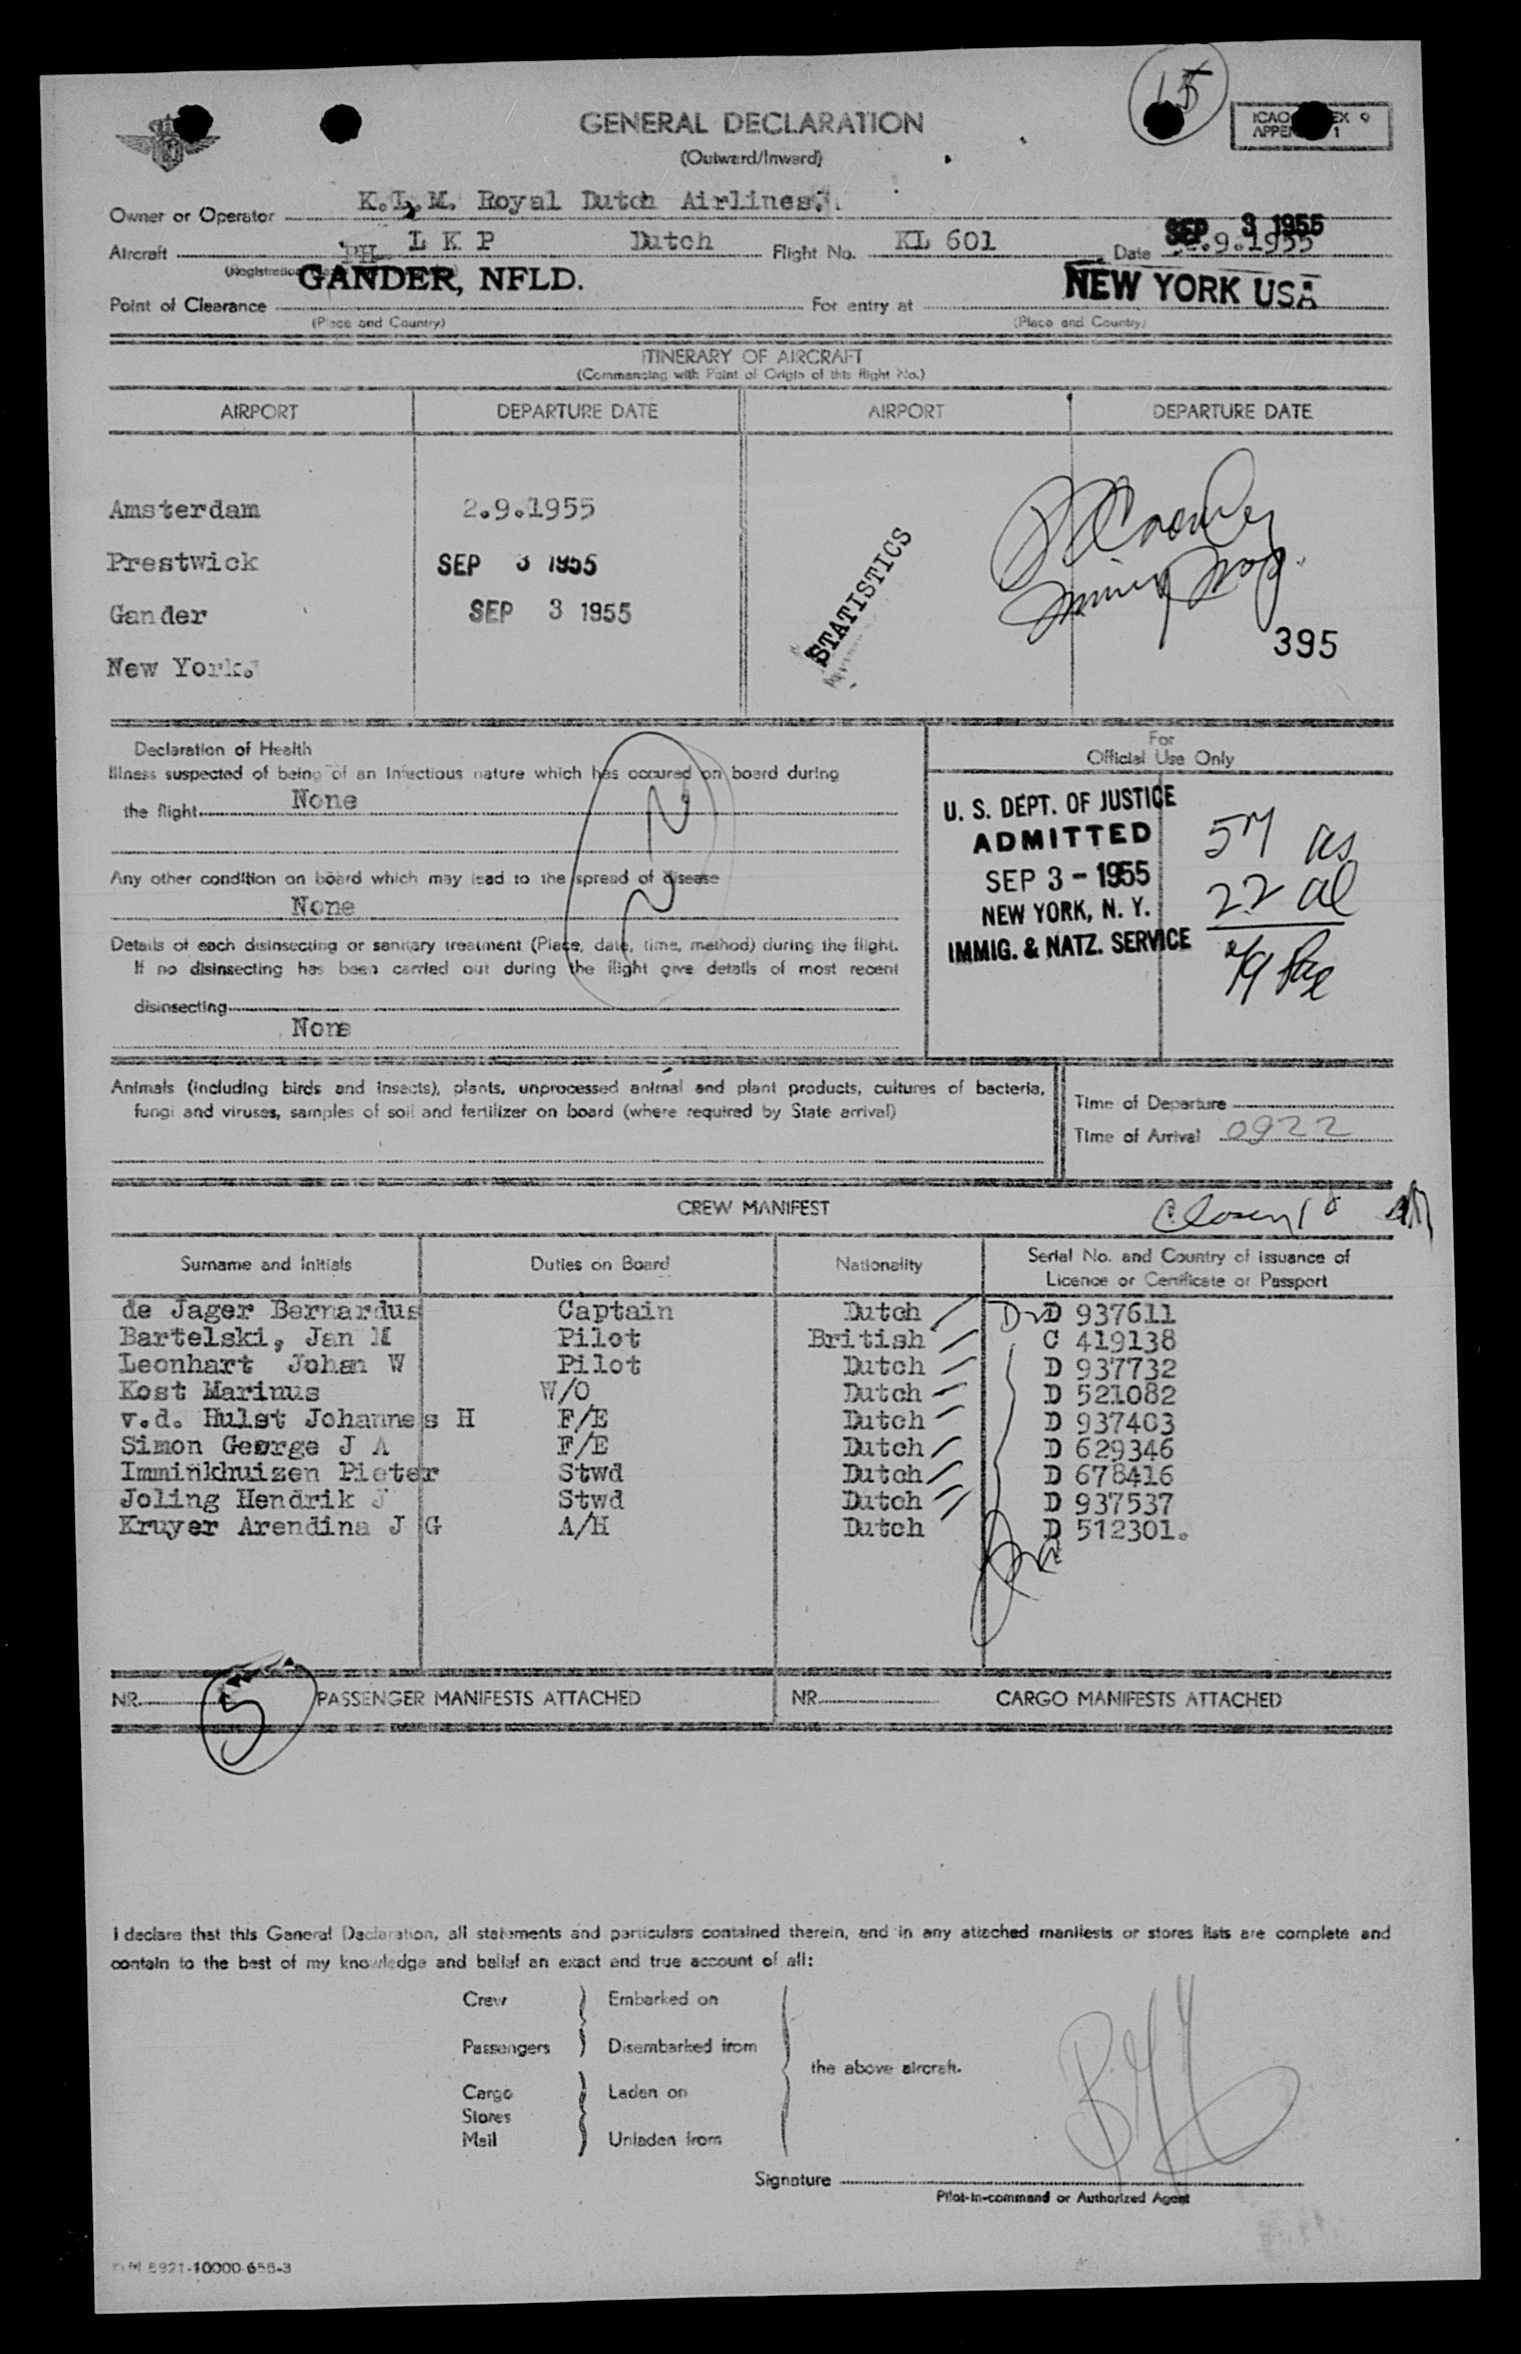 15
GENERAL DECLARATION
(Outward/Inward)
ICAO EX 9
APPEN 1
Owner or Operator K.L.M. Royal Dutch Airlines.
Aircraft PH L K P Dutch Flight No. KL 601 Date .9.1955
SEP 3 1955
(Registration
Point of Clearance GANDER, NFLD. For entry at NEW YORK USA
(Place and Country) (Place and Country)
ITINERARY OF AIRCRAFT
(Commencing with Point of Origin of this flight No.)
AIRPORT DEPARTURE DATE AIRPORT DEPARTURE DATE
Amsterdam 2.9.1955
Prestwick SEP 3 1955
Gander SEP 3 1955
New York.
STATISTICS
395
Declaration of Health
Illness suspected of being of an infectious nature which has occured on board during
the flight None
Any other condition on board which may lead to the spread of disease
None
Details of each disinsecting or sanitary treatment (Place, date, time, method) during the flight.
If no disinsecting has been carried out during the flight give details of most recent
disinsecting
None
For
Official Use Only
U. S. DEPT. OF JUSTICE
ADMITTED
SEP 3 - 1955
NEW YORK, N. Y.
IMMIG. & NATZ. SERVICE
57 us
22 al
79
Animals (including birds and insects), plants, unprocessed animal and plant products, cultures of bacteria,
fungi and viruses, samples of soil and fertilizer on board (where required by State arrival)
Time of Departure
Time of Arrival 0922
CREW MANIFEST
Surname and Initials Duties on Board Nationality Serial No. and Country of issuance of
Licence or Certificate or Passport
de Jager Bernardus Captain Dutch D 937611
Bartelski, Jan M Pilot British C 419138
Leonhart Johan W Pilot Dutch D 937732
Kost Marinus W/O Dutch D 521082
v.d. Hulst Johannes H F/E Dutch D 937403
Simon George J A F/E Dutch D 629346
Imminkhuizen Pieter Stwd Dutch D 678416
Joling Hendrik J Stwd Dutch D 937537
Kruyer Arendina J G A/H Dutch D 512301.
NR 5 PASSENGER MANIFESTS ATTACHED NR CARGO MANIFESTS ATTACHED
I declare that this General Declaration, all statements and particulars contained therein, and in any attached manifests or stores lists are complete and
contain to the best of my knowledge and belief an exact and true account of all:
Crew Embarked on
Passengers Disembarked from
the above aircraft.
Cargo Laden on
Stores
Mail Unladen from
Signature
Pilot-in-command or Authorized Agent